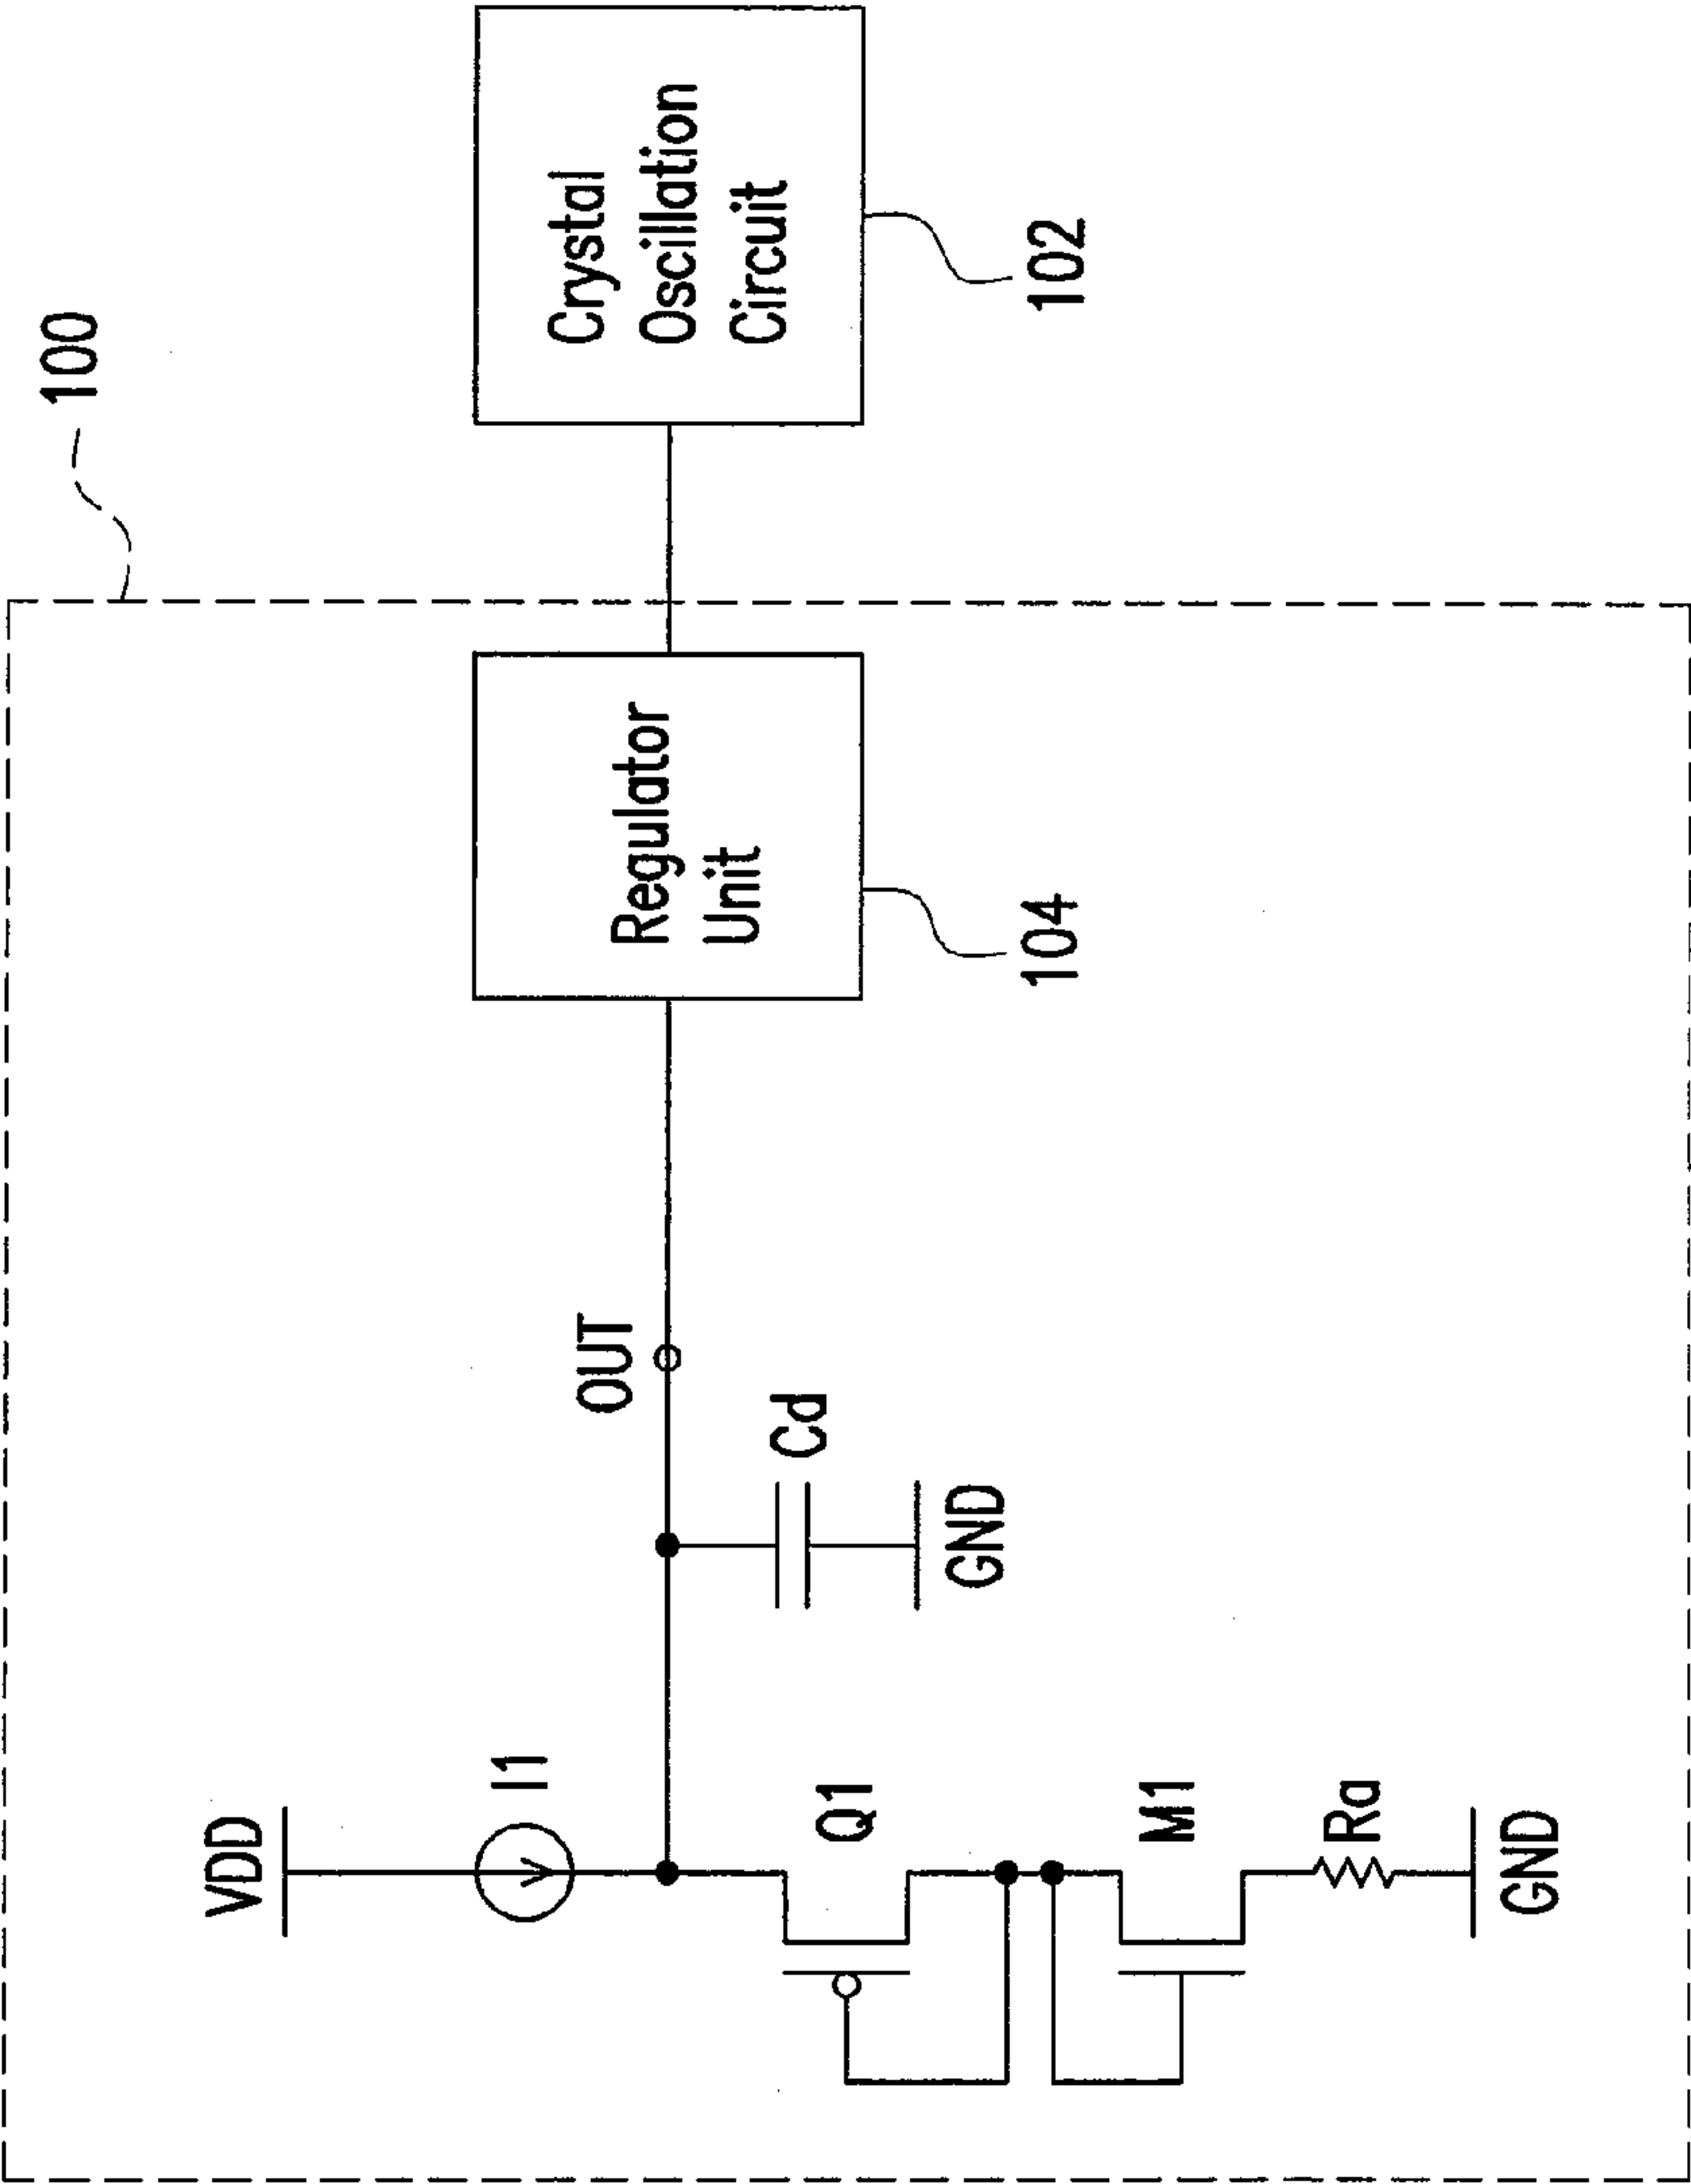 100
VDD
I1
OUT
Regulator
Unit
Crystal
Oscillation
Circuit
Q1
Cd
104
102
GND
M1
Ra
GND